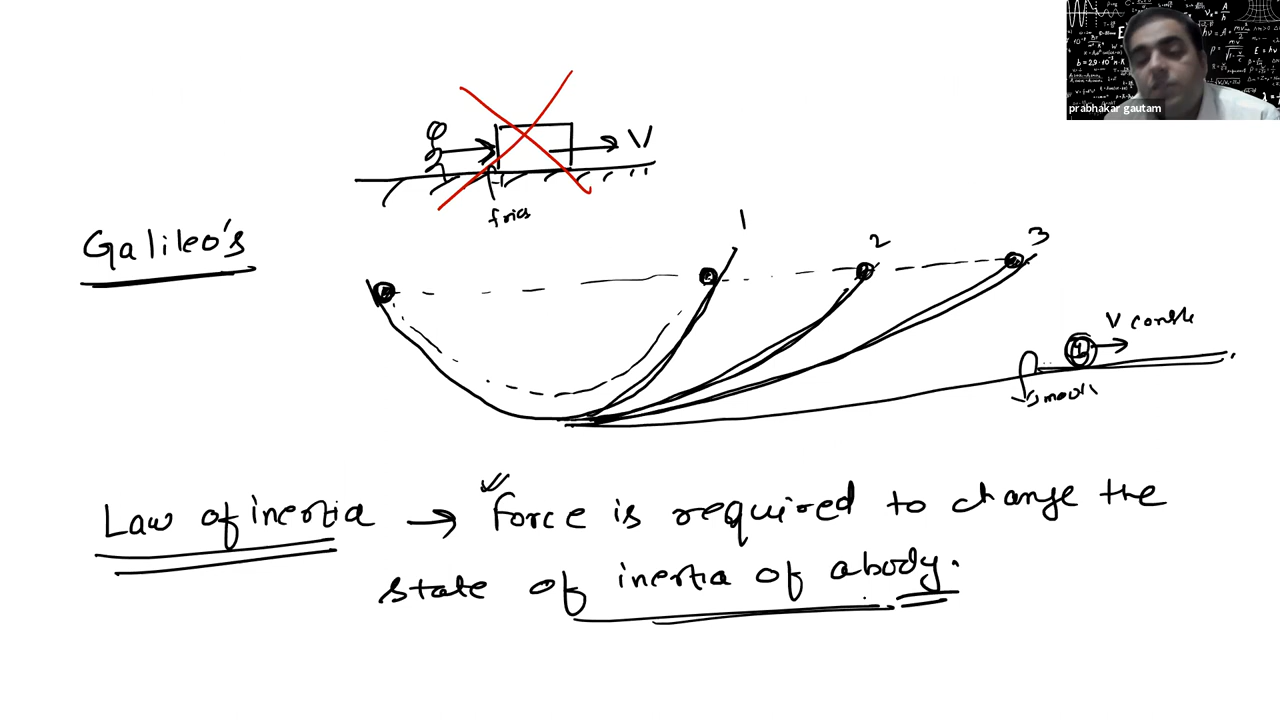 V
fric
Galileo's
1
2
3
V const
smooth
Law of inertia → Force is required to change the
state of inertia of a body.
prabhakar gautam